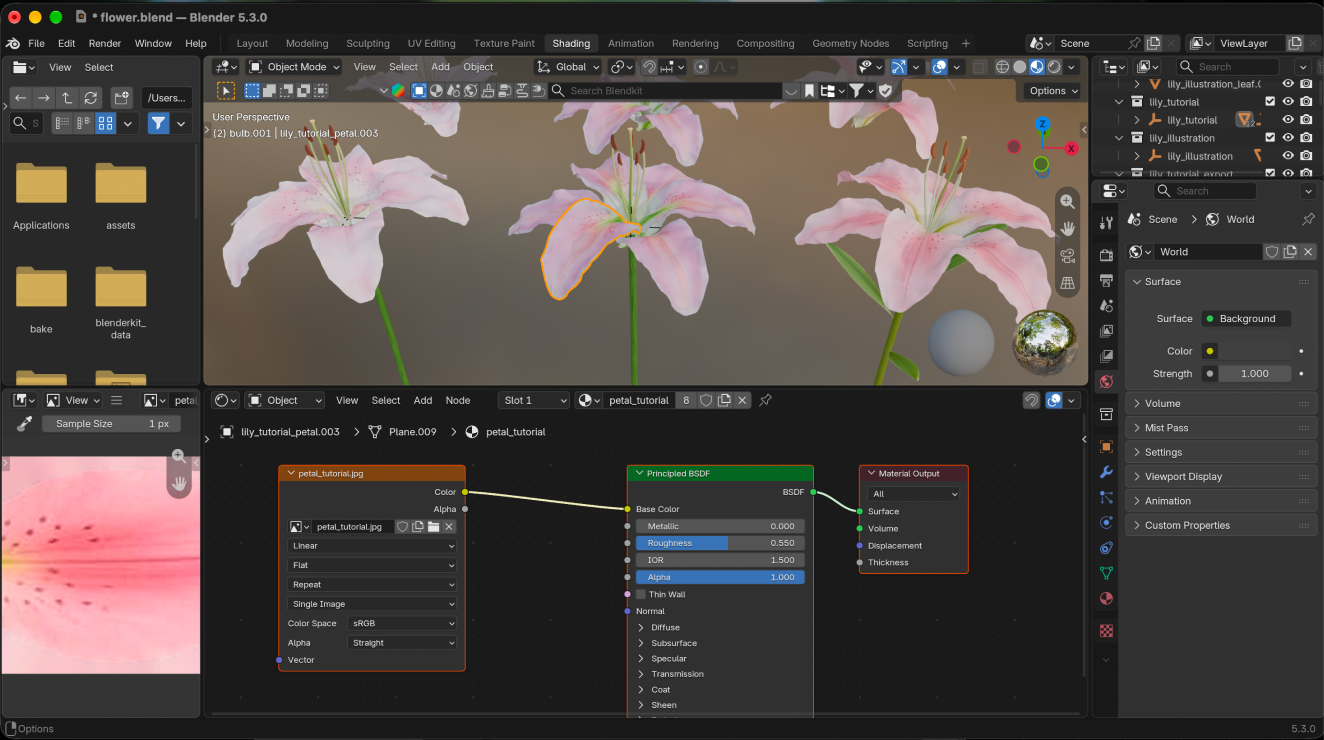 * flower.blend — Blender 5.3.0
File Edit Render Window Help
Layout Modeling Sculpting UV Editing Texture Paint Shading Animation Rendering Compositing Geometry Nodes Scripting +
Scene ViewLayer
View Select
/Users...
S
Applications assets
bake blenderkit_
data
Object Mode View Select Add Object Global
Search Blenderkit
Options
User Perspective
(2) bulb.001 | lily_tutorial_petal.003
Z
X
Search
lily_illustration_leaf.(
lily_tutorial
lily_tutorial
lily_illustration
lily_illustration
lily_tutorial_export
Search
Scene World
World
Surface
Surface Background
Color
Strength 1.000
Volume
Mist Pass
Settings
Viewport Display
Animation
Custom Properties
View petal
Sample Size 1 px
Object View Select Add Node Slot 1 petal_tutorial 8
lily_tutorial_petal.003 Plane.009 petal_tutorial
petal_tutorial.jpg
Color
Alpha
petal_tutorial.jpg
Linear
Flat
Repeat
Single Image
Color Space sRGB
Alpha Straight
Vector
Principled BSDF
BSDF
Base Color
Metallic 0.000
Roughness 0.550
IOR 1.500
Alpha 1.000
Thin Wall
Normal
Diffuse
Subsurface
Specular
Transmission
Coat
Sheen
Material Output
All
Surface
Volume
Displacement
Thickness
Options
5.3.0